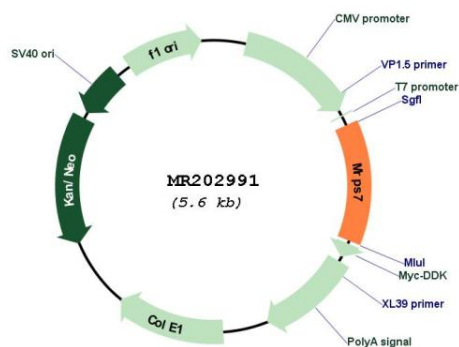 CMV promoter
VP1.5 primer
T7 promoter
SgfI
Mrps7
MluI
Myc-DDK
XL39 primer
PolyA signal
Col E1
Kan/ Neo
SV40 ori
f1 ori
MR202991
(5.6 kb)